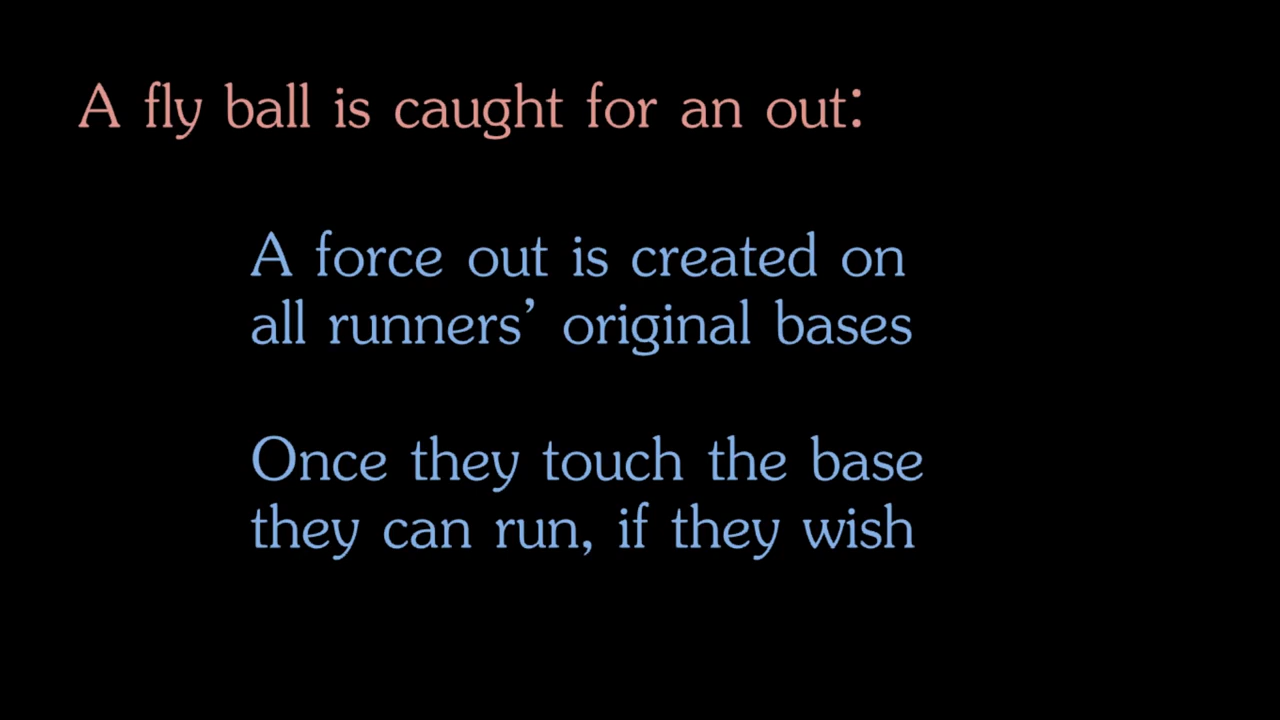 A fly ball is caught for an out:
A force out is created on
all runners’ original bases
Once they touch the base
they can run, if they wish